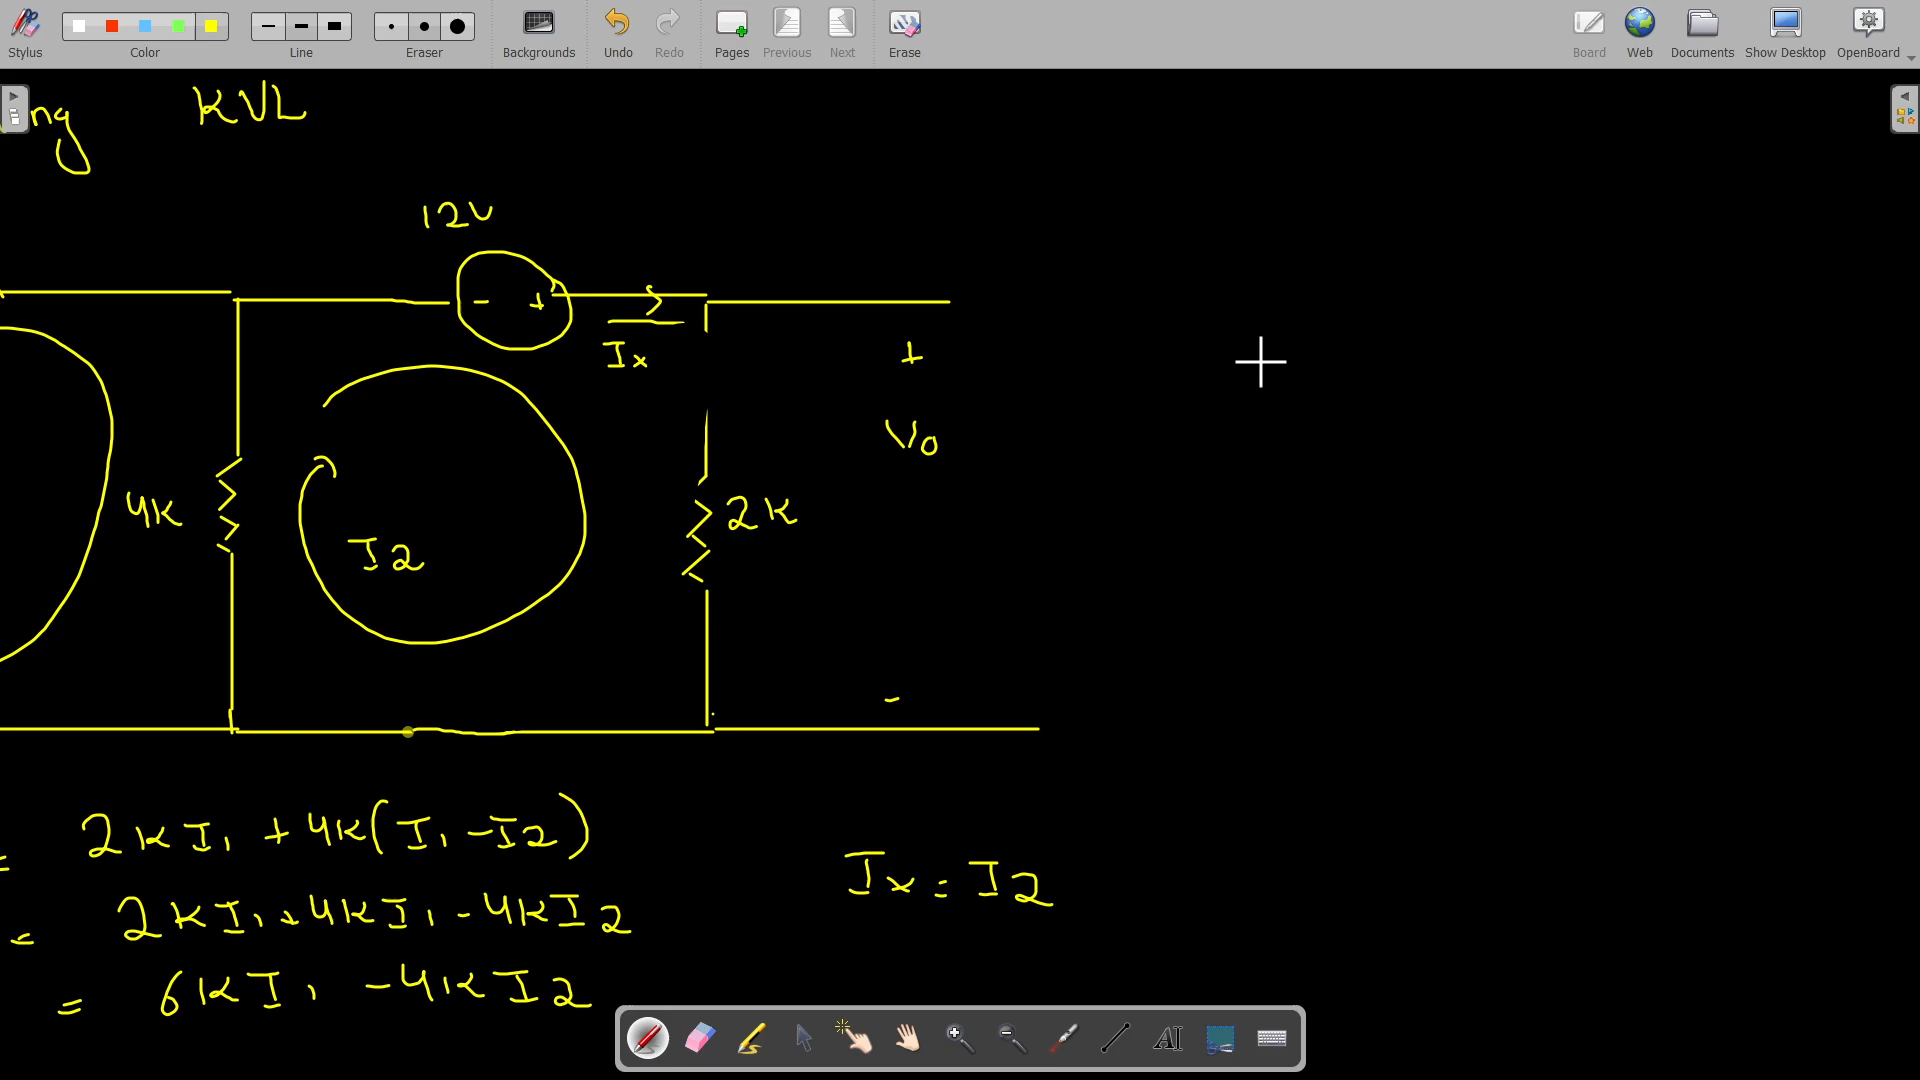 Stylus Color Line Eraser Backgrounds Undo Redo Pages Previous Next Erase Board Web Documents Show Desktop OpenBoard
ng KVL
12V
- +
Ix
+
Vo
4K
2K
I2
-
= 2KI1 + 4K(I1 - I2)
Ix = I2
= 2KI1 + 4KI1 - 4KI2
= 6KI1 - 4KI2
AI